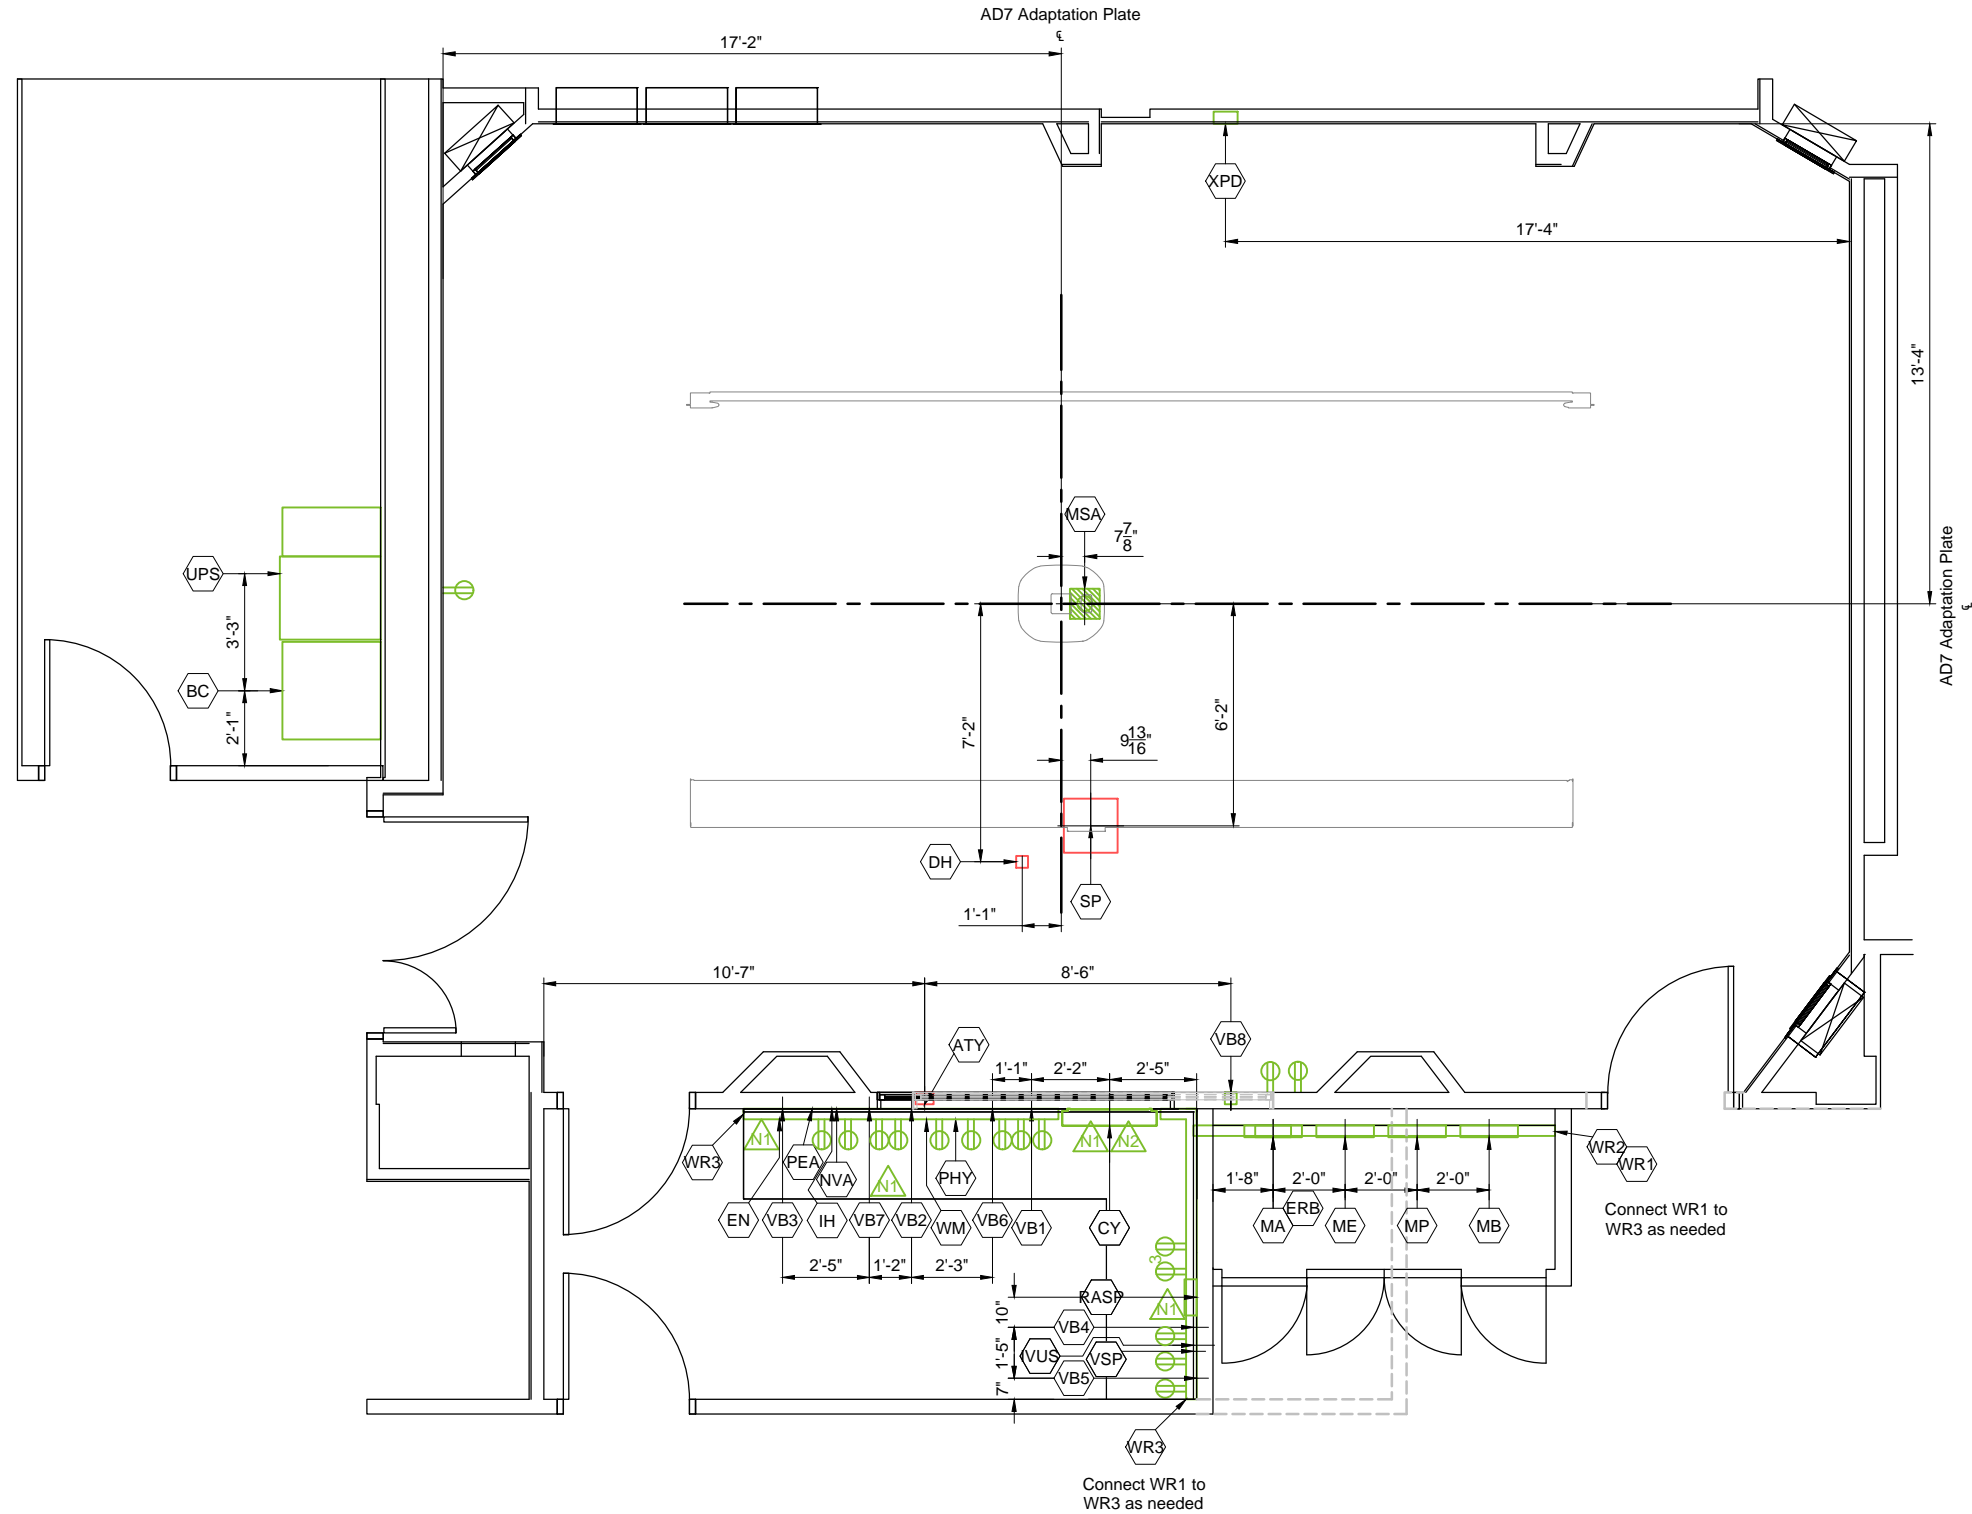 AD7 Adaptation Plate
℄
17'-2"
XPD
17'-4"
13'-4"
AD7 Adaptation Plate
℄
MSA
7 7/8"
UPS
3'-3"
BC
2'-1"
7'-2"
6'-2"
9 13/16"
DH
SP
1'-1"
10'-7"
8'-6"
ATY
VB8
1'-1"
2'-2"
2'-5"
N1
N1
N2
WR3
PEA
NVA
N1
PHY
WR2
WR1
1'-8"
2'-0"
2'-0"
2'-0"
ERB
Connect WR1 to
WR3 as needed
EN
VB3
IH
VB7
VB2
WM
VB6
VB1
CY
MA
ME
MP
MB
2'-5"
1'-2"
2'-3"
3
RASP
N1
10"
VB4
1'-5"
IVUS
VSP
VB5
7"
WR3
Connect WR1 to
WR3 as needed